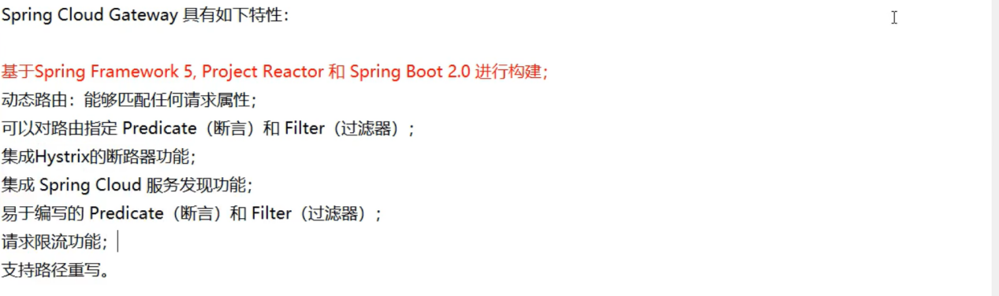 Spring Cloud Gateway 具有如下特性：
基于Spring Framework 5, Project Reactor 和 Spring Boot 2.0 进行构建；
动态路由：能够匹配任何请求属性；
可以对路由指定 Predicate（断言）和 Filter（过滤器）；
集成Hystrix的断路器功能；
集成 Spring Cloud 服务发现功能；
易于编写的 Predicate（断言）和 Filter（过滤器）；
请求限流功能；
支持路径重写。